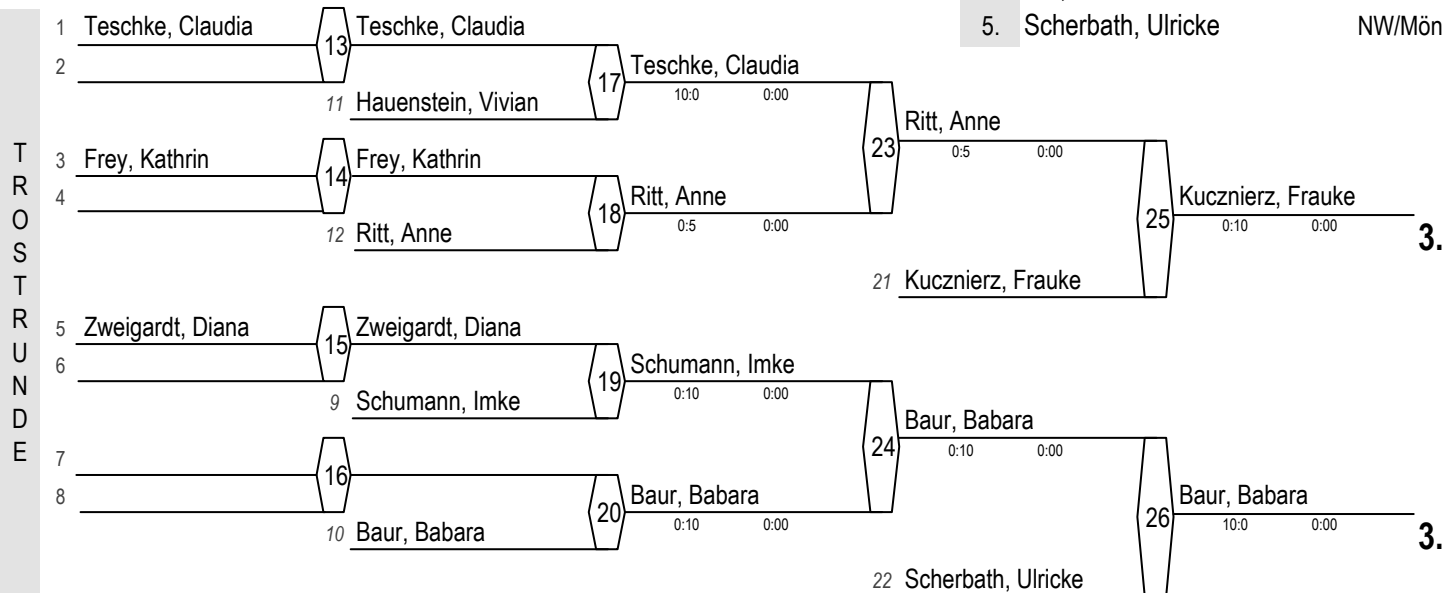 5. Scherbath, Ulricke NW/Mön
TROSTRUNDE
1 Teschke, Claudia 13 Teschke, Claudia
2
17 Teschke, Claudia
10:0 0:00
11 Hauenstein, Vivian
23 Ritt, Anne
0:5 0:00
3 Frey, Kathrin 14 Frey, Kathrin
4
18 Ritt, Anne
0:5 0:00
12 Ritt, Anne
25 Kucznierz, Frauke
0:10 0:00
3.
21 Kucznierz, Frauke
5 Zweigardt, Diana 15 Zweigardt, Diana
6
19 Schumann, Imke
0:10 0:00
9 Schumann, Imke
24 Baur, Babara
0:10 0:00
7
16
8
20 Baur, Babara
0:10 0:00
10 Baur, Babara
26 Baur, Babara
10:0 0:00
3.
22 Scherbath, Ulricke